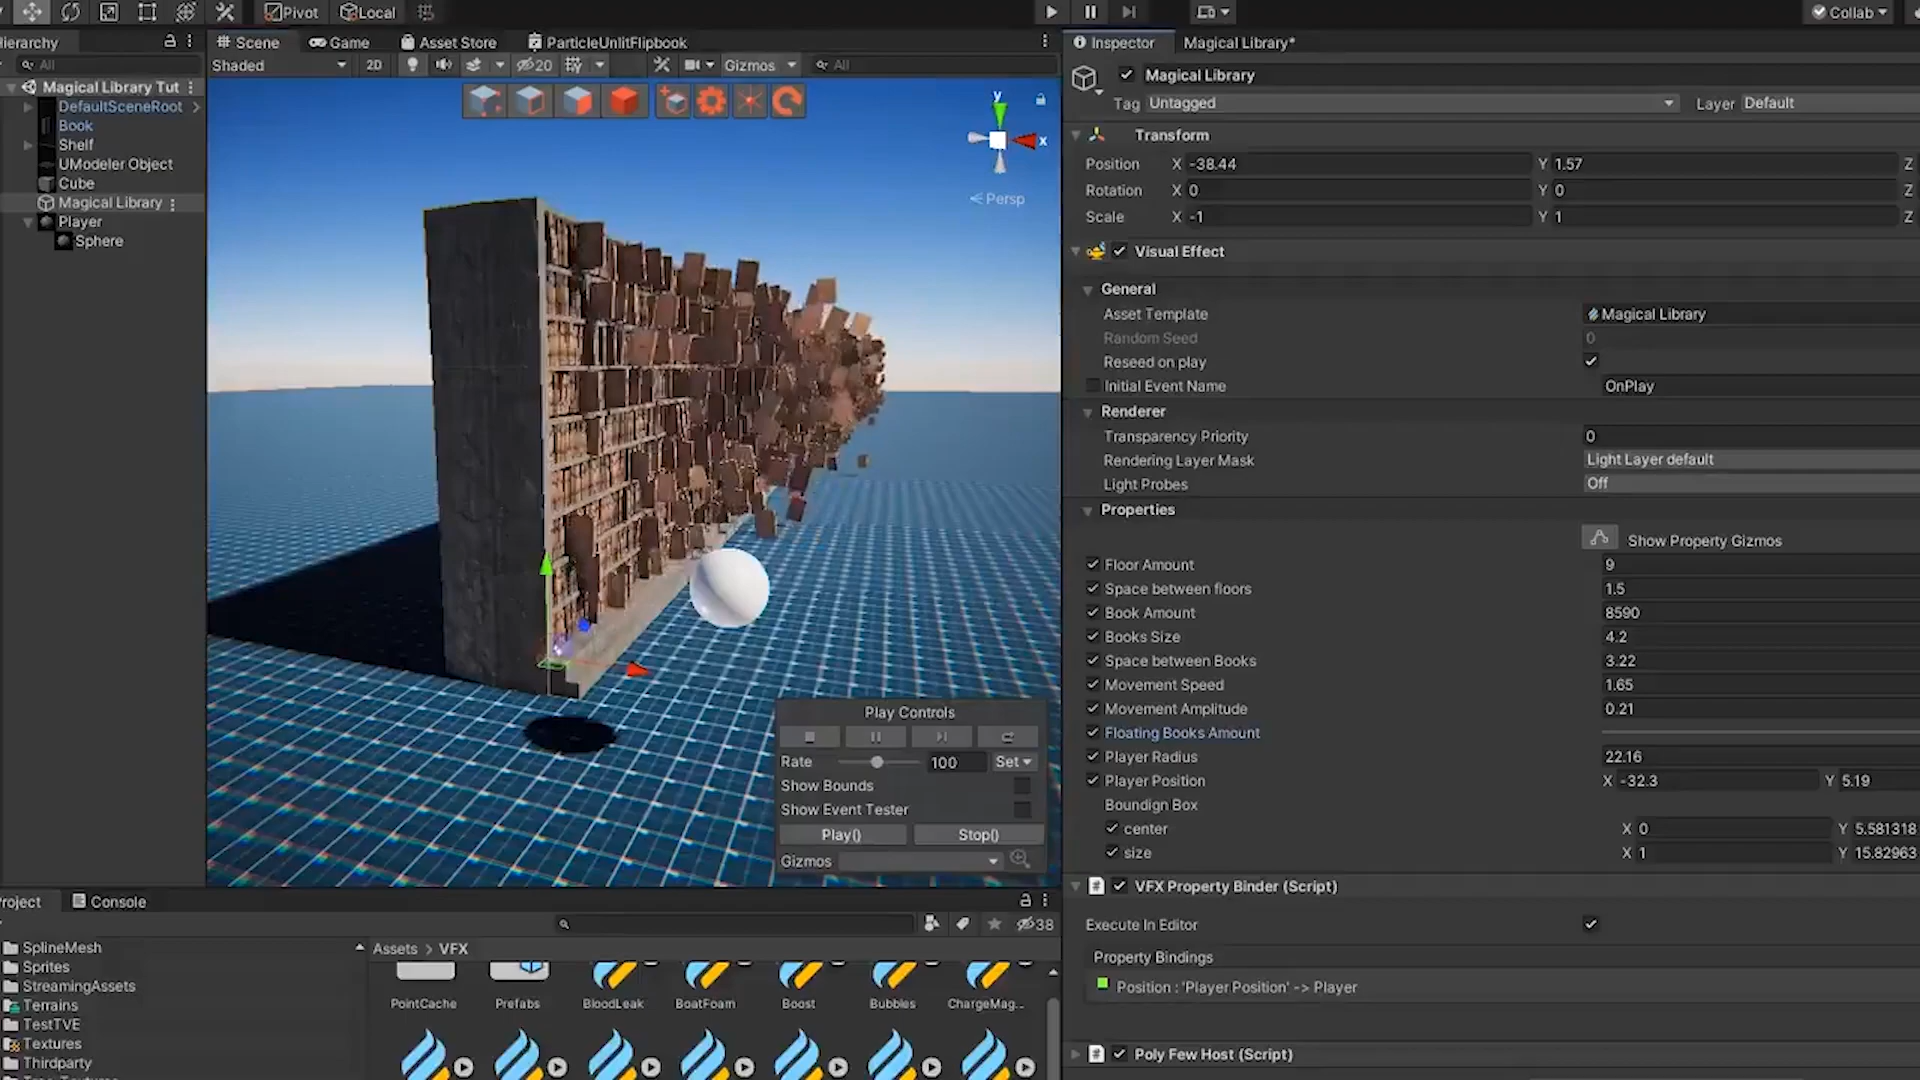 Pivot
Local
Collab
Hierarchy
Scene
Game
Asset Store
ParticleUnlitFlipbook
Inspector
Magical Library*
All
Shaded
2D
20
Gizmos
All
Magical Library
Tag Untagged
Layer Default
Magical Library Tut
DefaultSceneRoot
Book
Shelf
UModeler Object
Cube
Magical Library
Player
Sphere
y
x
Persp
Transform
Position X -38.44 Y 1.57 Z
Rotation X 0 Y 0 Z
Scale X -1 Y 1 Z
Visual Effect
General
Asset Template Magical Library
Random Seed 0
Reseed on play
Initial Event Name OnPlay
Renderer
Transparency Priority 0
Rendering Layer Mask Light Layer default
Light Probes Off
Properties
Show Property Gizmos
Floor Amount 9
Space between floors 1.5
Book Amount 8590
Books Size 4.2
Space between Books 3.22
Movement Speed 1.65
Movement Amplitude 0.21
Floating Books Amount
Player Radius 22.16
Player Position X -32.3 Y 5.19
Boundign Box
center X 0 Y 5.581318
size X 1 Y 15.82963
VFX Property Binder (Script)
Execute In Editor
Property Bindings
Position : 'Player Position' -> Player
Poly Few Host (Script)
Play Controls
Rate 100 Set
Show Bounds
Show Event Tester
Play() Stop()
Gizmos
Project
Console
38
SplineMesh
Sprites
StreamingAssets
Terrains
TestTVE
Textures
Thirdparty
Assets > VFX
PointCache Prefabs BloodLeak BoatFoam Boost Bubbles ChargeMag...